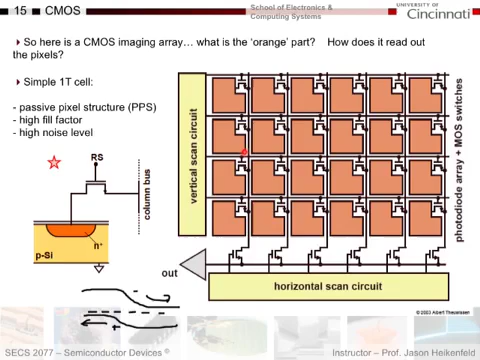 15 CMOS
School of Electronics &
Computing Systems
UNIVERSITY OF
Cincinnati
So here is a CMOS imaging array… what is the ‘orange’ part? How does it read out
the pixels?
Simple 1T cell:
- passive pixel structure (PPS)
- high fill factor
- high noise level
RS
column bus
n+
p-Si
vertical scan circuit
photodiode array + MOS switches
out
horizontal scan circuit
© 2003 Albert Theuwissen
SECS 2077 – Semiconductor Devices ©
Instructor – Prof. Jason Heikenfeld